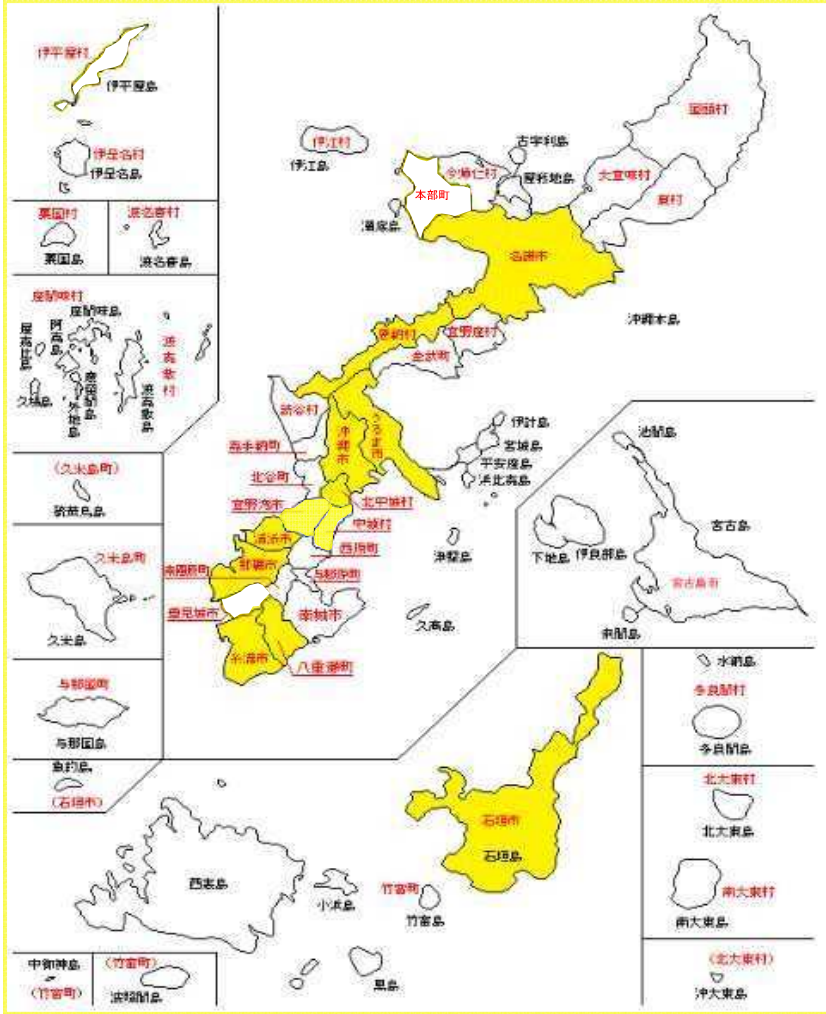 伊平屋村
伊平屋島
伊是名村
伊是名島
粟国村
粟国島
渡名喜村
渡名喜島
座間味村
座間味島
阿嘉島
屋嘉比島
久場島
慶留間島
外地島
渡嘉敷村
渡嘉敷島
(久米島町)
硫黄鳥島
久米島町
久米島
与那国町
与那国島
魚釣島
(石垣市)
伊江村
伊江島
本部町
今帰仁村
古宇利島
屋我地島
瀬底島
国頭村
大宜味村
東村
名護市
恩納村
宜野座村
金武町
沖縄本島
読谷村
嘉手納町
北谷町
沖縄市
うるま市
伊計島
宮城島
平安座島
浜比嘉島
宜野湾市
北中城村
中城村
浦添市
西原町
那覇市
南風原町
与那原町
豊見城市
南城市
糸満市
八重瀬町
津堅島
久高島
池間島
宮古島
下地島
伊良部島
宮古島市
来間島
水納島
多良間村
多良間島
北大東村
北大東島
南大東村
南大東島
(北大東村)
沖大東島
石垣市
石垣島
西表島
小浜島
竹富町
竹富島
黒島
中御神島
(竹富町)
(竹富町)
波照間島